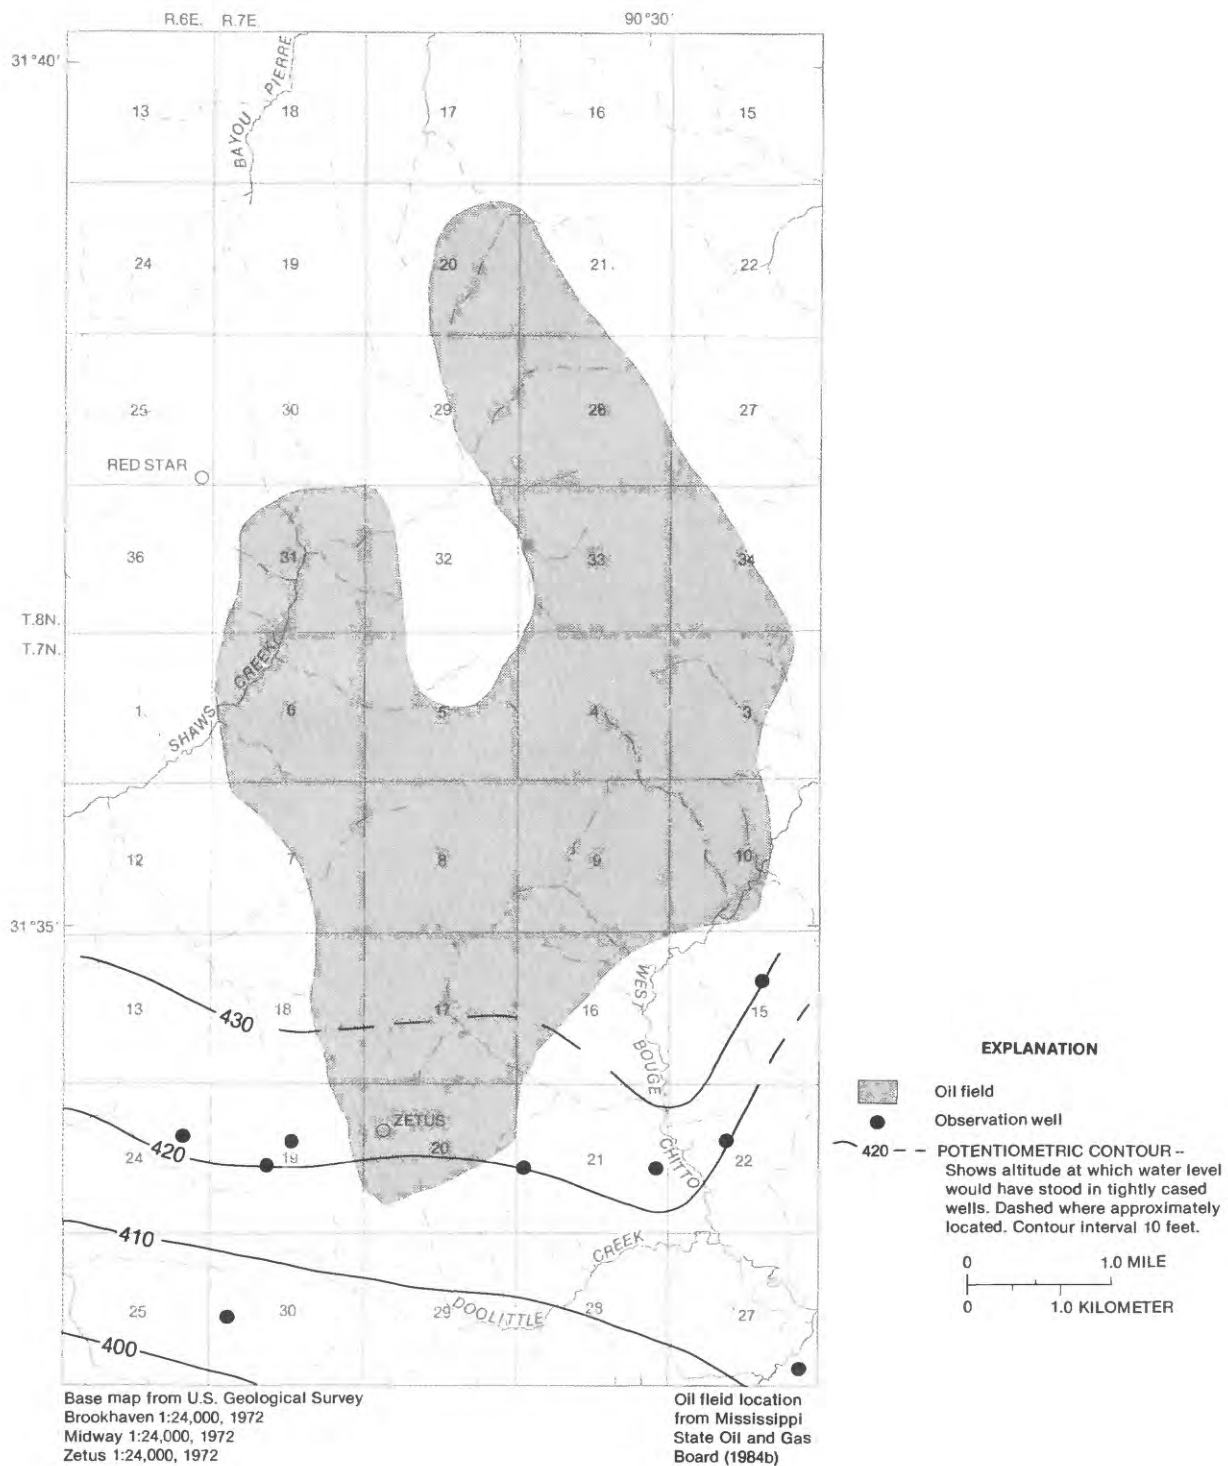 R.6E. R.7E. 90°30'
31°40'
BAYOU PIERRE
13 18 17 16 15
24 19 20 21 22
25 30 29 28 27
RED STAR
36 31 32 33 34
T.8N.
T.7N.
SHAWS CREEK
1 6 5 4 3
12 7 8 9 10
31°35'
WEST BOUGE CHITTO
13 18 17 16 15
430
ZETUS
24 19 20 21 22
420
410
CREEK
DOOLITTLE
25 30 29 28 27
400
EXPLANATION
Oil field
Observation well
420 POTENTIOMETRIC CONTOUR --
Shows altitude at which water level
would have stood in tightly cased
wells. Dashed where approximately
located. Contour interval 10 feet.
0 1.0 MILE
0 1.0 KILOMETER
Base map from U.S. Geological Survey
Brookhaven 1:24,000, 1972
Midway 1:24,000, 1972
Zetus 1:24,000, 1972
Oil field location
from Mississippi
State Oil and Gas
Board (1984b)